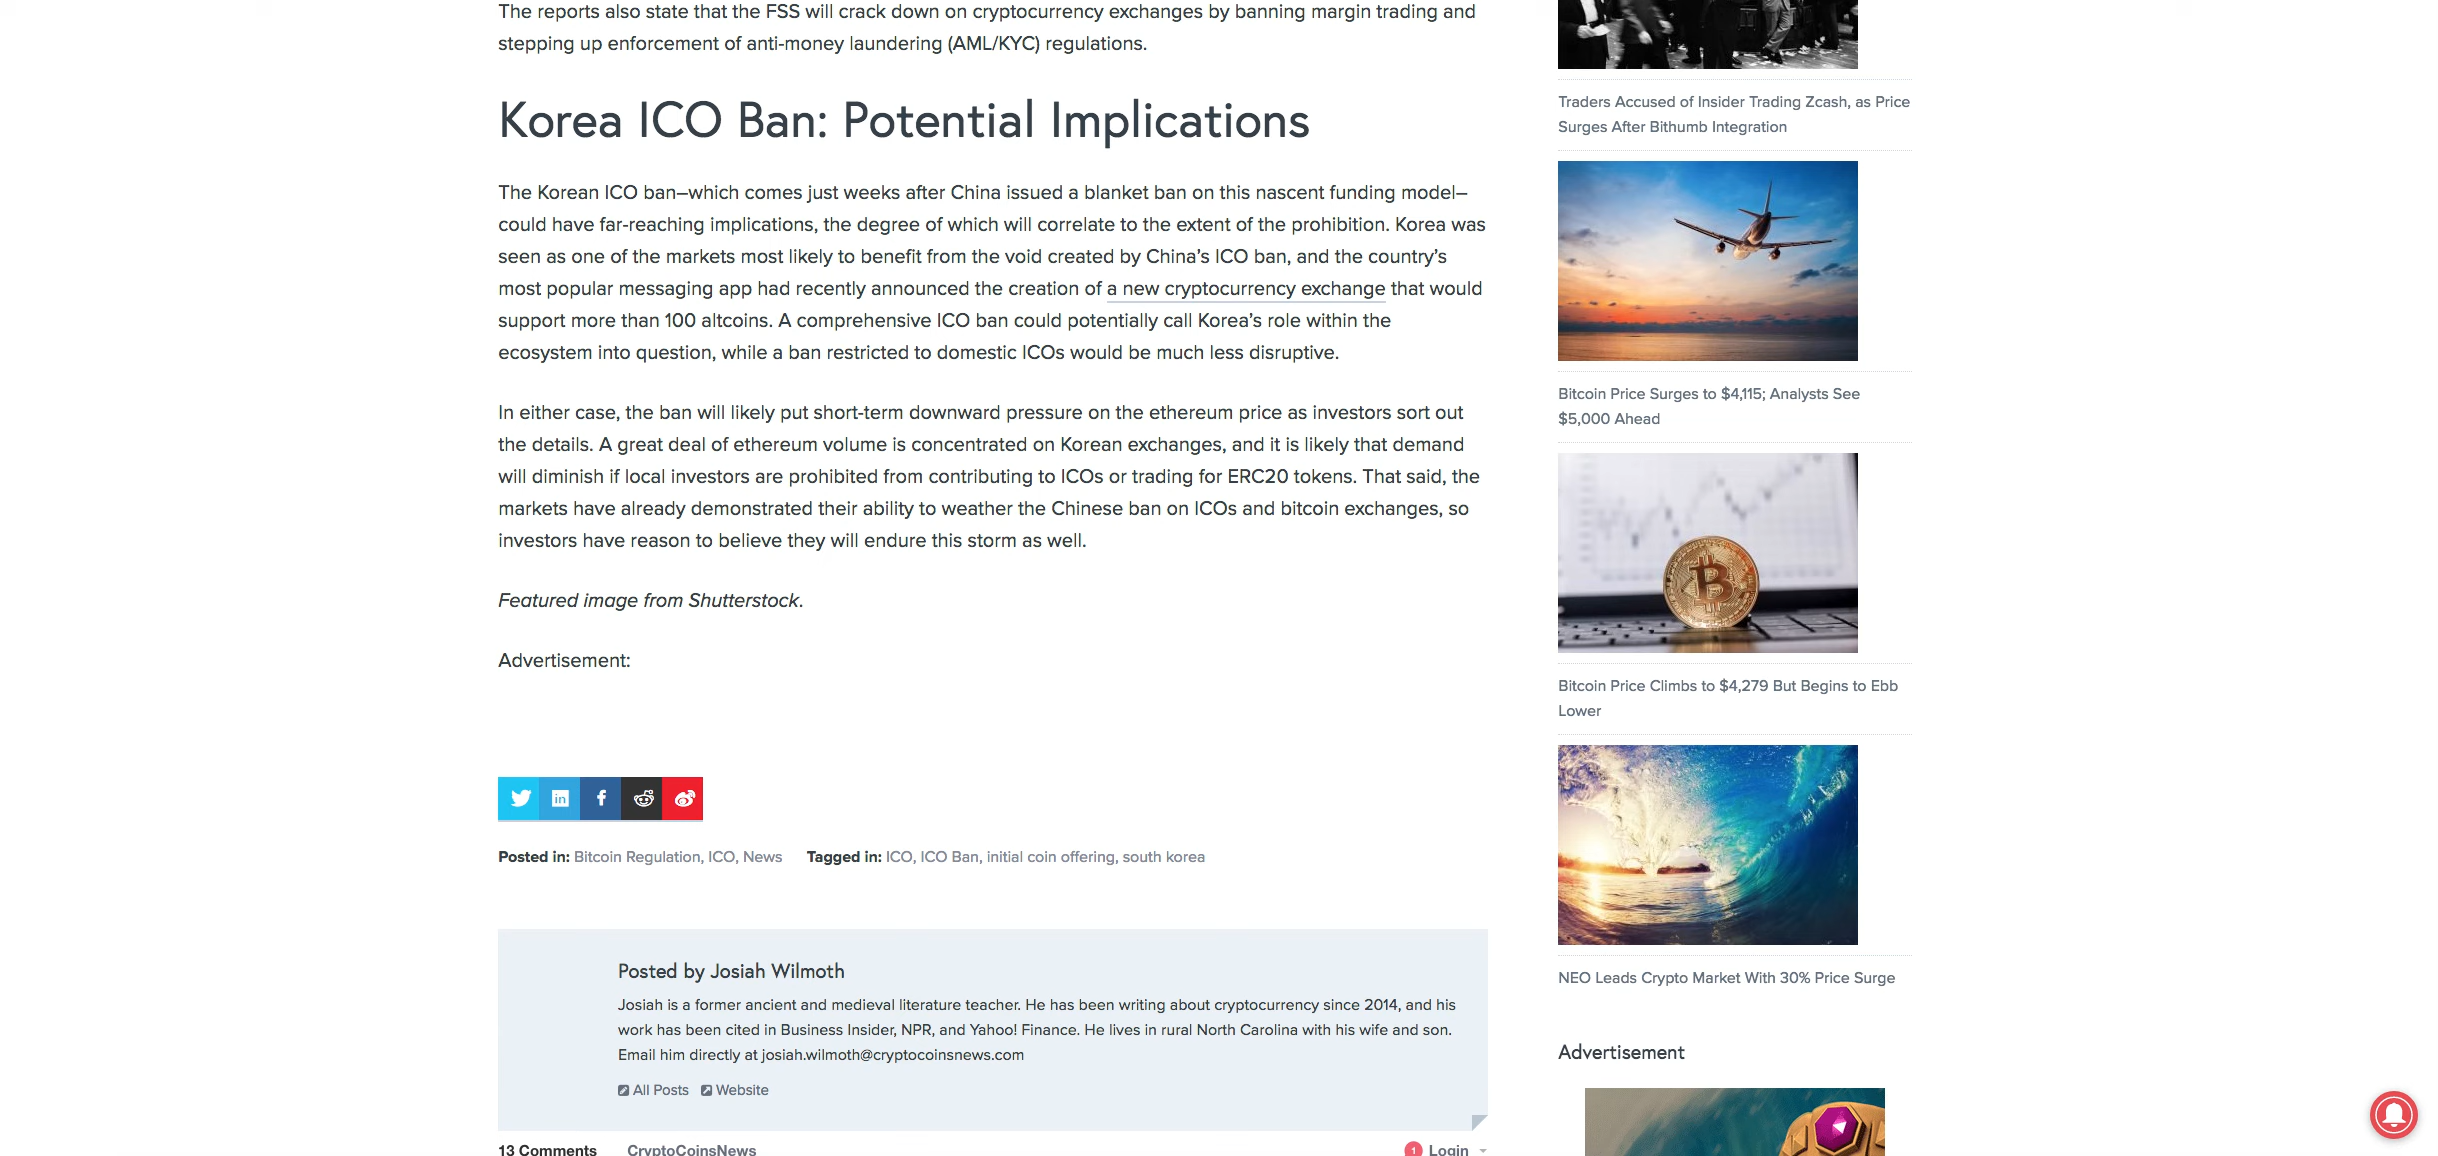 The reports also state that the FSS will crack down on cryptocurrency exchanges by banning margin trading and
stepping up enforcement of anti-money laundering (AML/KYC) regulations.
Korea ICO Ban: Potential Implications
The Korean ICO ban–which comes just weeks after China issued a blanket ban on this nascent funding model–
could have far-reaching implications, the degree of which will correlate to the extent of the prohibition. Korea was
seen as one of the markets most likely to benefit from the void created by China’s ICO ban, and the country’s
most popular messaging app had recently announced the creation of a new cryptocurrency exchange that would
support more than 100 altcoins. A comprehensive ICO ban could potentially call Korea’s role within the
ecosystem into question, while a ban restricted to domestic ICOs would be much less disruptive.
In either case, the ban will likely put short-term downward pressure on the ethereum price as investors sort out
the details. A great deal of ethereum volume is concentrated on Korean exchanges, and it is likely that demand
will diminish if local investors are prohibited from contributing to ICOs or trading for ERC20 tokens. That said, the
markets have already demonstrated their ability to weather the Chinese ban on ICOs and bitcoin exchanges, so
investors have reason to believe they will endure this storm as well.
Featured image from Shutterstock.
Advertisement:
Posted in: Bitcoin Regulation, ICO, News Tagged in: ICO, ICO Ban, initial coin offering, south korea
Posted by Josiah Wilmoth
Josiah is a former ancient and medieval literature teacher. He has been writing about cryptocurrency since 2014, and his
work has been cited in Business Insider, NPR, and Yahoo! Finance. He lives in rural North Carolina with his wife and son.
Email him directly at josiah.wilmoth@cryptocoinsnews.com
All Posts Website
13 Comments CryptoCoinsNews 1 Login
Traders Accused of Insider Trading Zcash, as Price
Surges After Bithumb Integration
Bitcoin Price Surges to $4,115; Analysts See
$5,000 Ahead
Bitcoin Price Climbs to $4,279 But Begins to Ebb
Lower
NEO Leads Crypto Market With 30% Price Surge
Advertisement